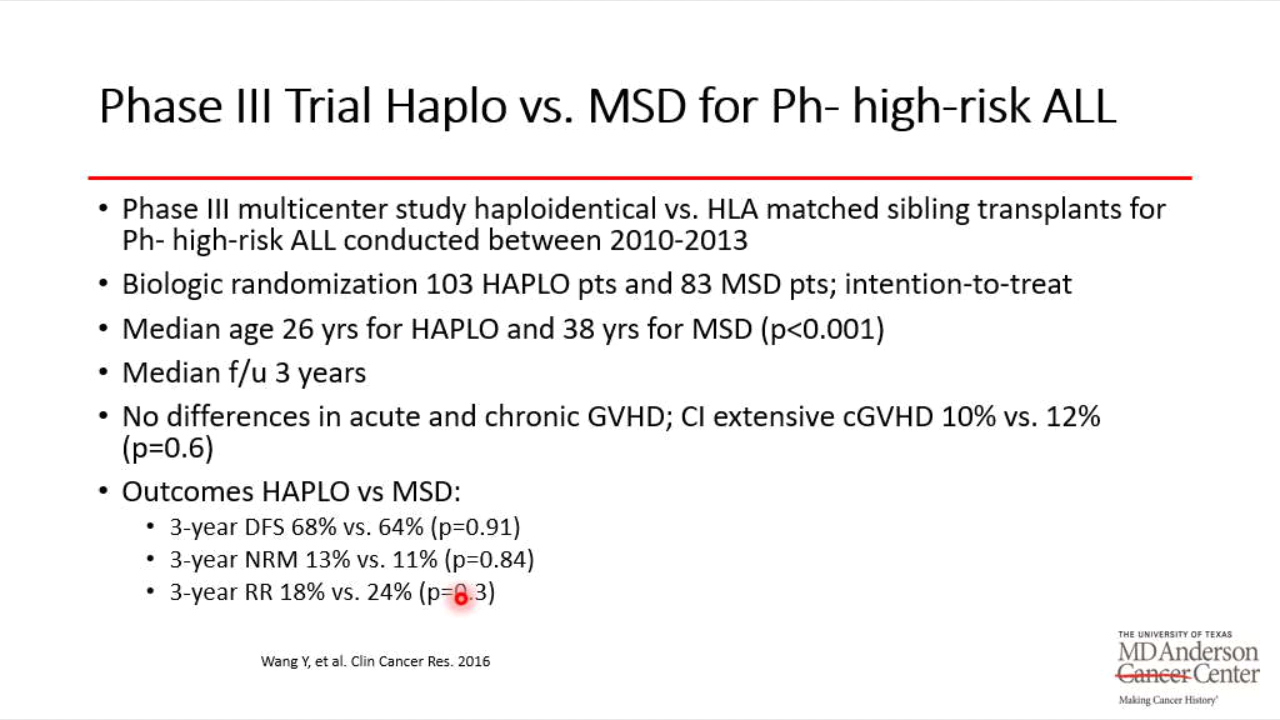 Phase III Trial Haplo vs. MSD for Ph- high-risk ALL
• Phase III multicenter study haploidentical vs. HLA matched sibling transplants for
Ph- high-risk ALL conducted between 2010-2013
• Biologic randomization 103 HAPLO pts and 83 MSD pts; intention-to-treat
• Median age 26 yrs for HAPLO and 38 yrs for MSD (p<0.001)
• Median f/u 3 years
• No differences in acute and chronic GVHD; CI extensive cGVHD 10% vs. 12%
(p=0.6)
• Outcomes HAPLO vs MSD:
• 3-year DFS 68% vs. 64% (p=0.91)
• 3-year NRM 13% vs. 11% (p=0.84)
• 3-year RR 18% vs. 24% (p=0.3)
Wang Y, et al. Clin Cancer Res. 2016
THE UNIVERSITY OF TEXAS
MD Anderson
Cancer Center
Making Cancer History®